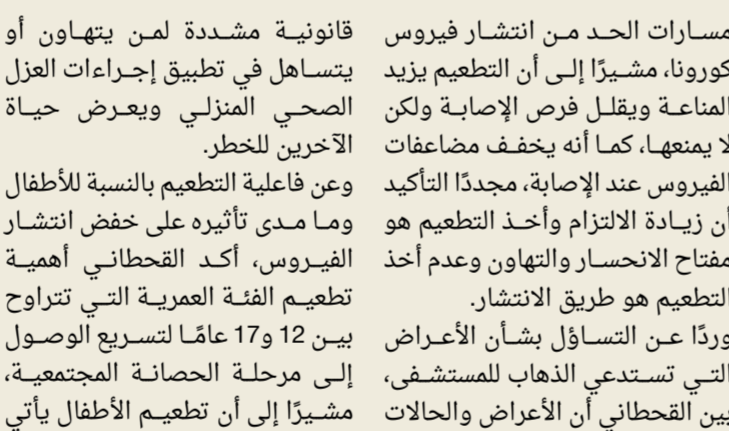 مسارات الحد من انتشار فيروس
كورونا، مشيرًا إلى أن التطعيم يزيد
المناعة ويقلل فرص الإصابة ولكن
لا يمنعها، كما أنه يخفف مضاعفات
الفيروس عند الإصابة، مجددًا التأكيد
أن زيادة الالتزام وأخذ التطعيم هو
مفتاح الانحسار والتهاون وعدم أخذ
التطعيم هو طريق الانتشار.
وردًا عن التساؤل بشأن الأعراض
التي تستدعي الذهاب للمستشفى،
بين القحطاني أن الأعراض والحالات
قانونية مشددة لمن يتهاون أو
يتساهل في تطبيق إجراءات العزل
الصحي المنزلي ويعرض حياة
الآخرين للخطر.
وعن فاعلية التطعيم بالنسبة للأطفال
وما مدى تأثيره على خفض انتشار
الفيروس، أكد القحطاني أهمية
تطعيم الفئة العمرية التي تتراوح
بين 12 و17 عامًا لتسريع الوصول
إلى مرحلة الحصانة المجتمعية،
مشيرًا إلى أن تطعيم الأطفال يأتي